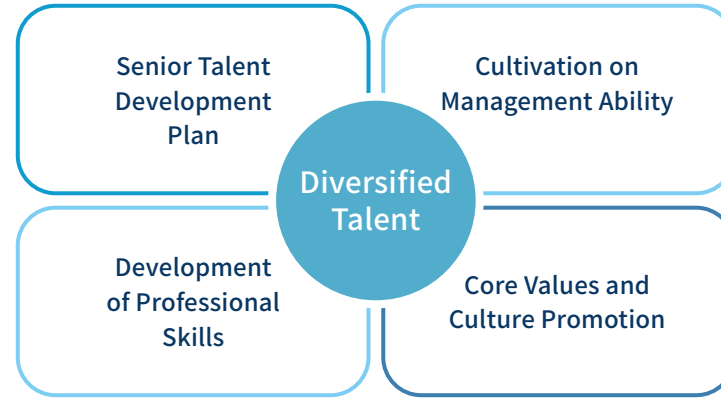 Senior Talent
Development
Plan
Cultivation on
Management Ability
Diversified
Talent
Development
of Professional
Skills
Core Values and
Culture Promotion